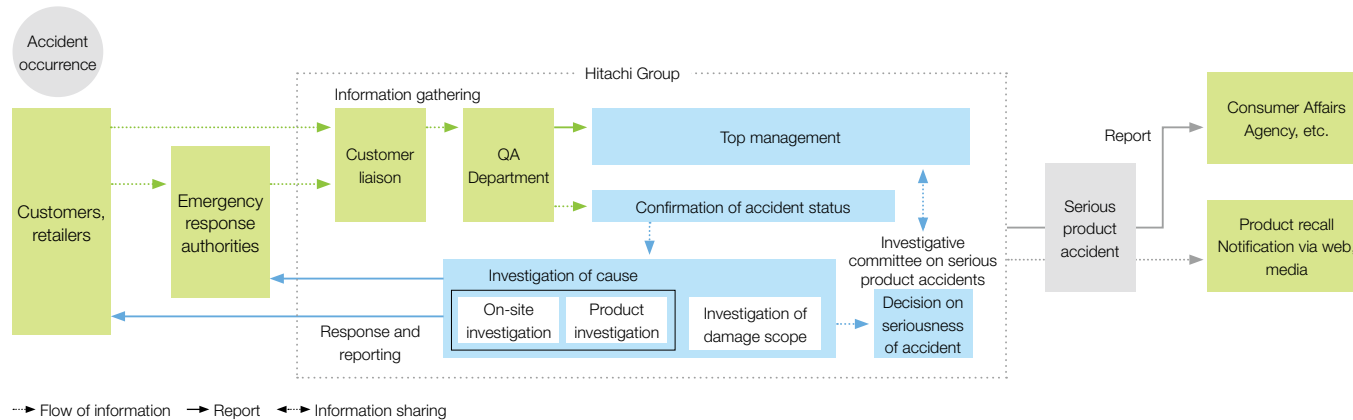 Accident
occurrence
Hitachi Group
Information gathering
Customers,
retailers
Emergency
response
authorities
Customer
liaison
QA
Department
Top management
Confirmation of accident status
Investigative
committee on serious
product accidents
Investigation of cause
On-site
investigation
Product
investigation
Investigation of
damage scope
Decision on
seriousness
of accident
Response and
reporting
Serious
product
accident
Report
Consumer Affairs
Agency, etc.
Product recall
Notification via web,
media
Flow of information
Report
Information sharing